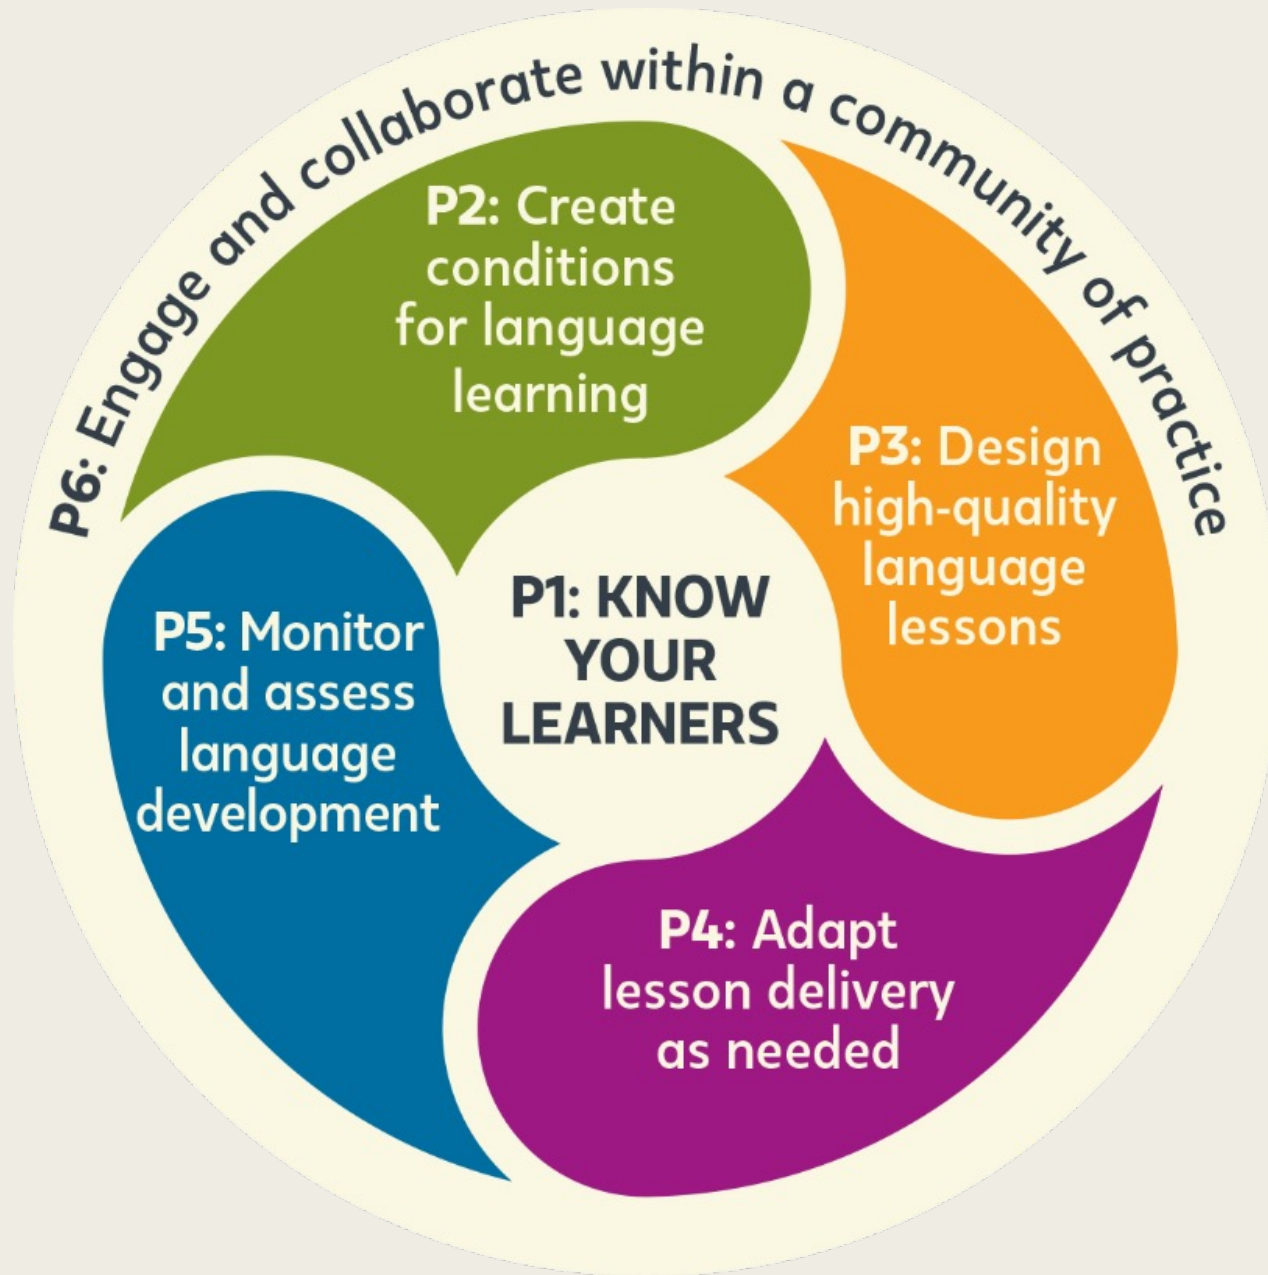 P6: Engage and collaborate within a community of practice
P2: Create
conditions
for language
learning
P3: Design
high-quality
language
lessons
P1: KNOW
YOUR
LEARNERS
P5: Monitor
and assess
language
development
P4: Adapt
lesson delivery
as needed